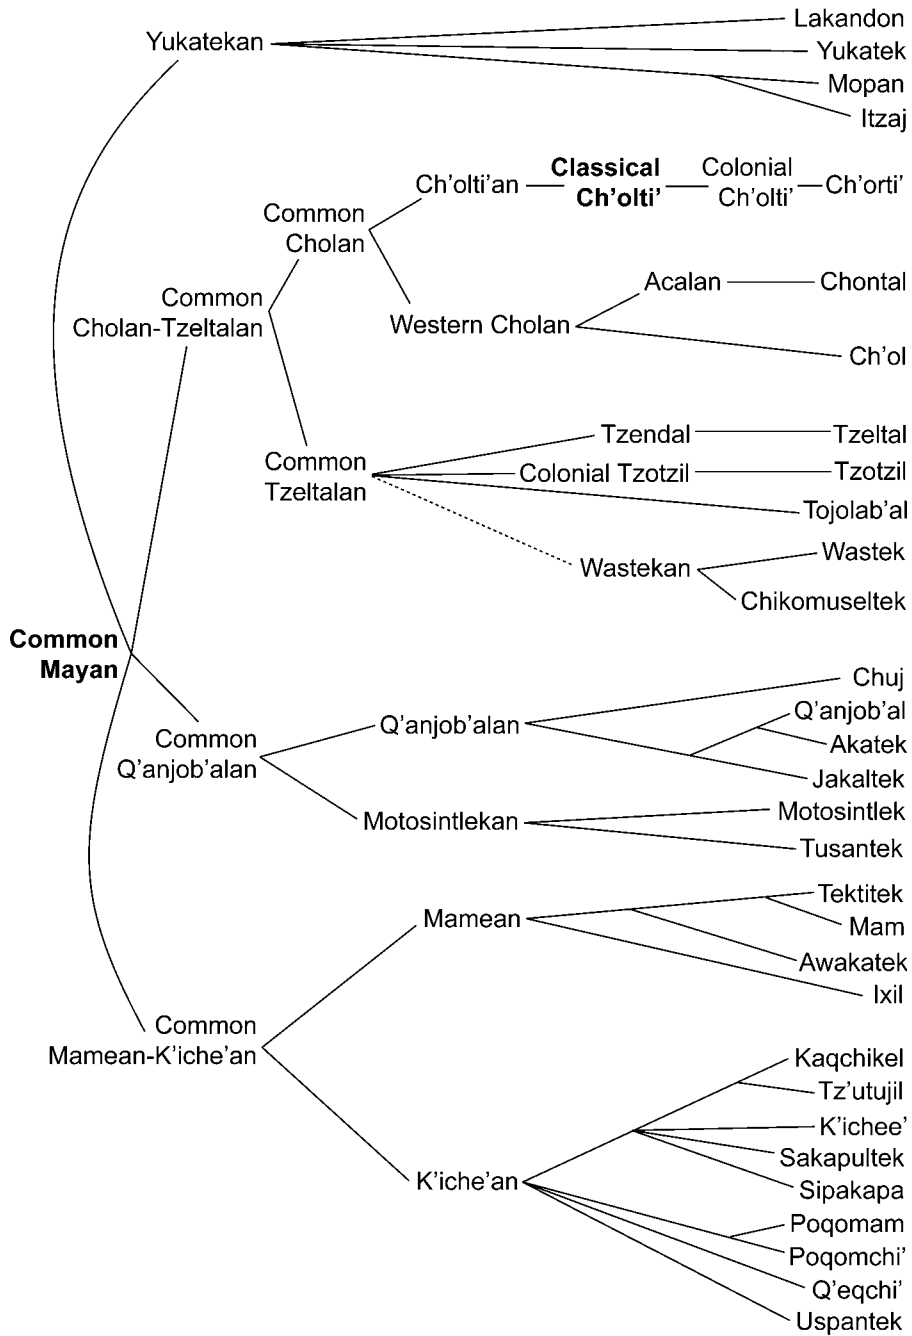 Lakandon
Yukatekan
Yukatek
Mopan
Itzaj
Ch'olti'an
Classical
Ch'olti'
Colonial
Ch'olti'
Ch'orti'
Common
Cholan
Acalan
Chontal
Common
Cholan-Tzeltalan
Western Cholan
Ch'ol
Tzendal
Tzeltal
Common
Tzeltalan
Colonial Tzotzil
Tzotzil
Tojolab'al
Wastekan
Wastek
Chikomuseltek
Common
Mayan
Chuj
Q'anjob'alan
Q'anjob'al
Akatek
Common
Q'anjob'alan
Jakaltek
Motosintlekan
Motosintlek
Tusantek
Mamean
Tektitek
Mam
Awakatek
Ixil
Common
Mamean-K'iche'an
Kaqchikel
Tz'utujil
K'ichee'
Sakapultek
K'iche'an
Sipakapa
Poqomam
Poqomchi'
Q'eqchi'
Uspantek